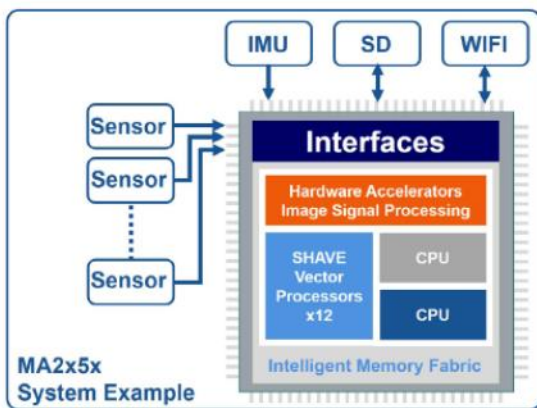 IMU
SD
WIFI
Sensor
Sensor
Sensor
Interfaces
Hardware Accelerators
Image Signal Processing
SHAVE
Vector
Processors
x12
CPU
CPU
Intelligent Memory Fabric
MA2x5x
System Example